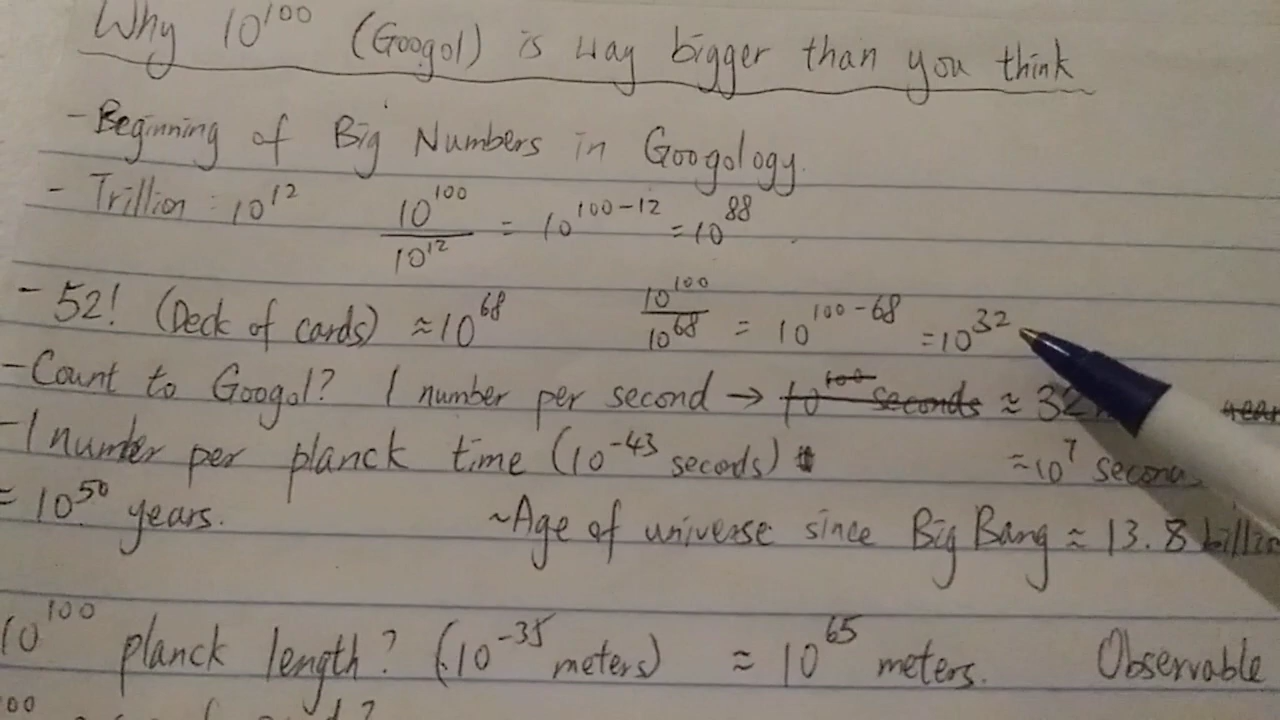 Why 10^100 (Googol) is way bigger than you think
- Beginning of Big Numbers in Googology.
- Trillion : 10^12 10^100/10^12 = 10^100-12 = 10^88
- 52! (Deck of cards) ≈ 10^68 10^100/10^68 = 10^100-68 = 10^32
- Count to Googol? 1 number per second → 10^100 seconds ≈ 32
- 1 number per planck time (10^-43 seconds) ≈ 10^7
= 10^50 years. ~Age of universe since Big Bang ≈ 13.8
10^100 planck length? (10^-35 meters) ≈ 10^65 meters. Observable